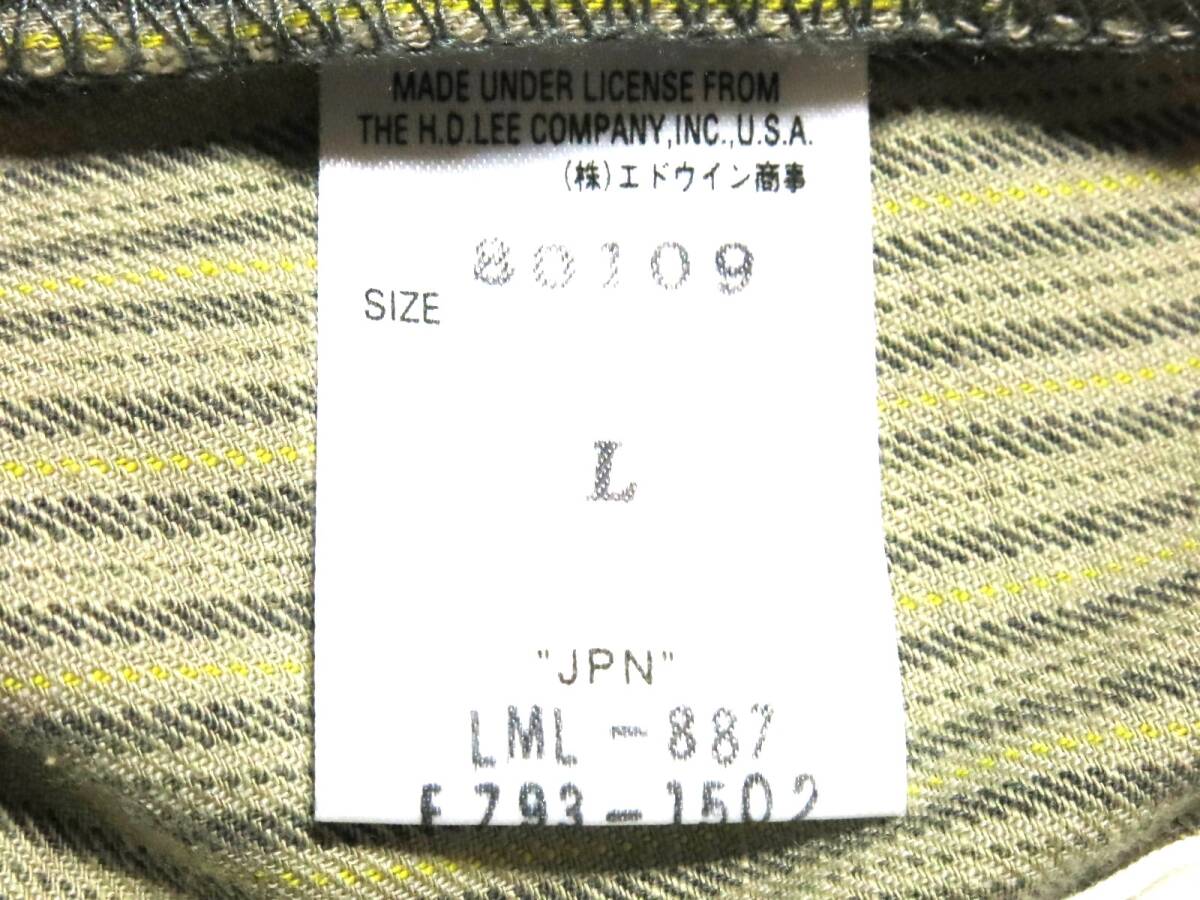 MADE UNDER LICENSE FROM
THE H.D.LEE COMPANY,INC.,U.S.A.
(株)エドウイン商事
80109
SIZE
L
"JPN"
LML-887
F793-1502